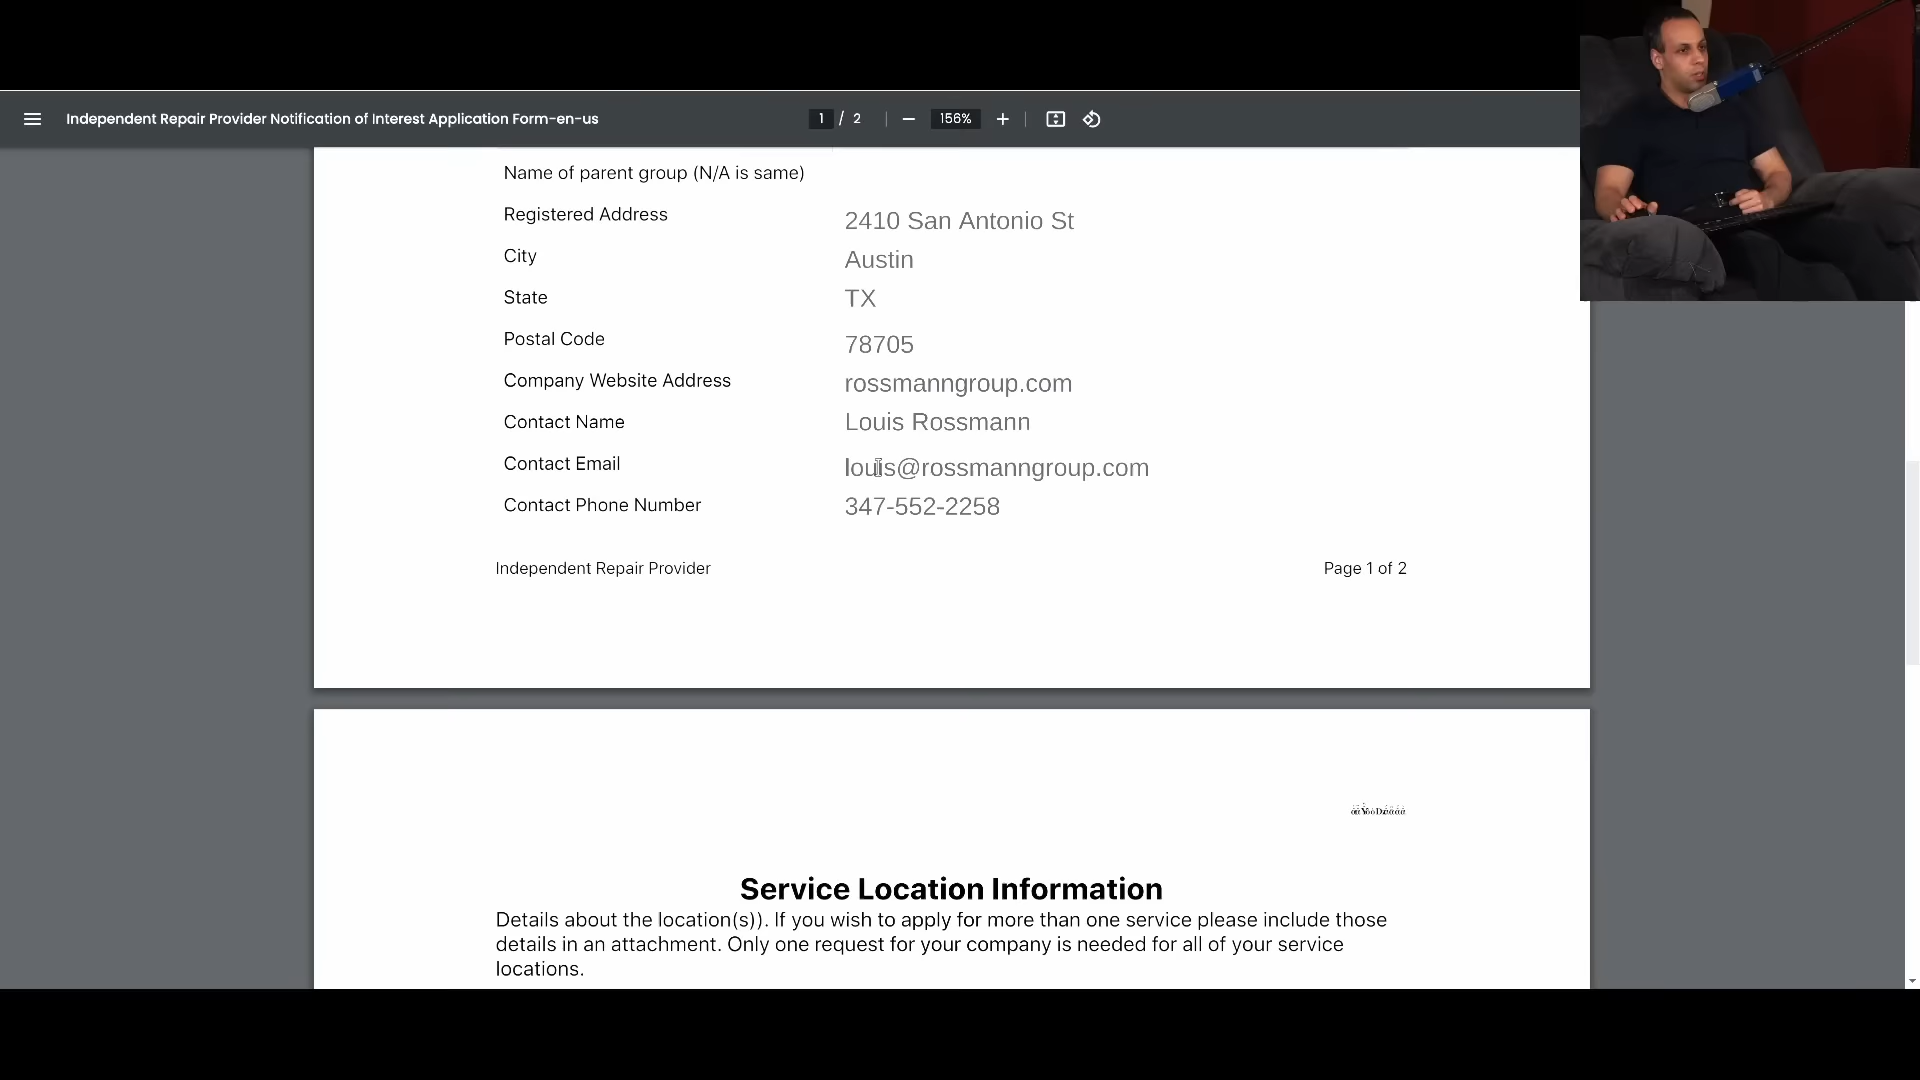 Independent Repair Provider Notification of Interest Application Form-en-us
1 / 2
156%
Name of parent group (N/A is same)
Registered Address 2410 San Antonio St
City Austin
State TX
Postal Code 78705
Company Website Address rossmanngroup.com
Contact Name Louis Rossmann
Contact Email louis@rossmanngroup.com
Contact Phone Number 347-552-2258
Independent Repair Provider Page 1 of 2
Service Location Information
Details about the location(s)). If you wish to apply for more than one service please include those
details in an attachment. Only one request for your company is needed for all of your service
locations.